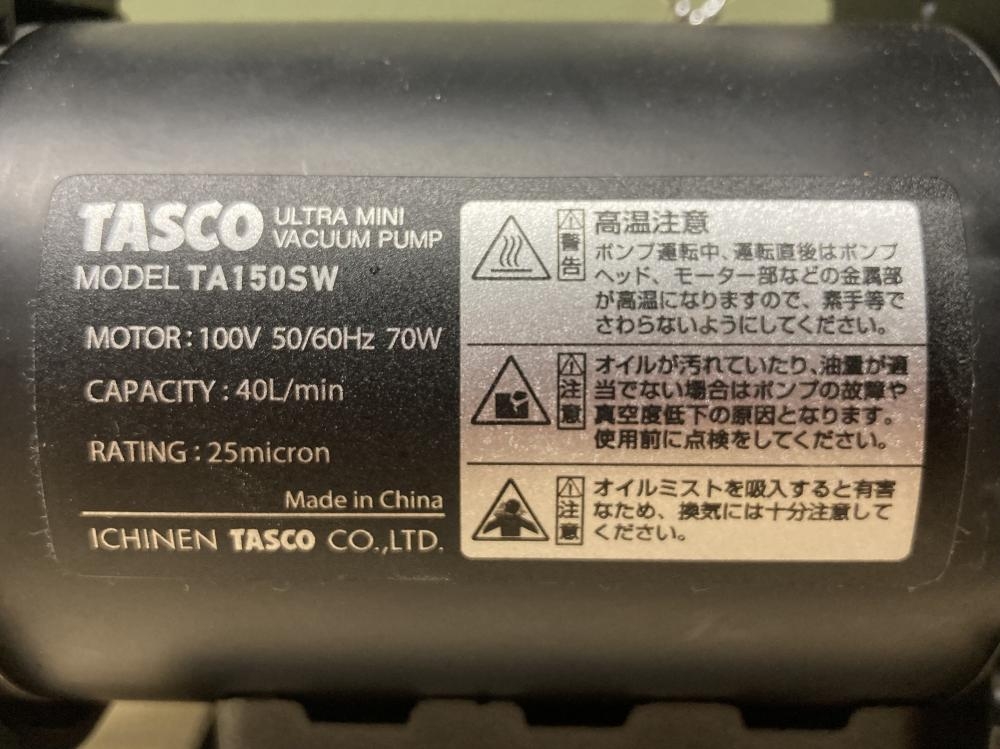 TASCO ULTRA MINI
VACUUM PUMP
MODEL TA150SW
MOTOR : 100V 50/60Hz 70W
CAPACITY : 40L/min
RATING : 25micron
Made in China
ICHINEN TASCO CO.,LTD.
警告
高温注意
ポンプ運転中、運転直後はポンプ
ヘッド、モーター部などの金属部
が高温になりますので、素手等で
さわらないようにしてください。
注意
オイルが汚れていたり、油量が適
当でない場合はポンプの故障や
真空度低下の原因となります。
使用前に点検をしてください。
注意
オイルミストを吸入すると有害
なため、換気には十分注意して
ください。